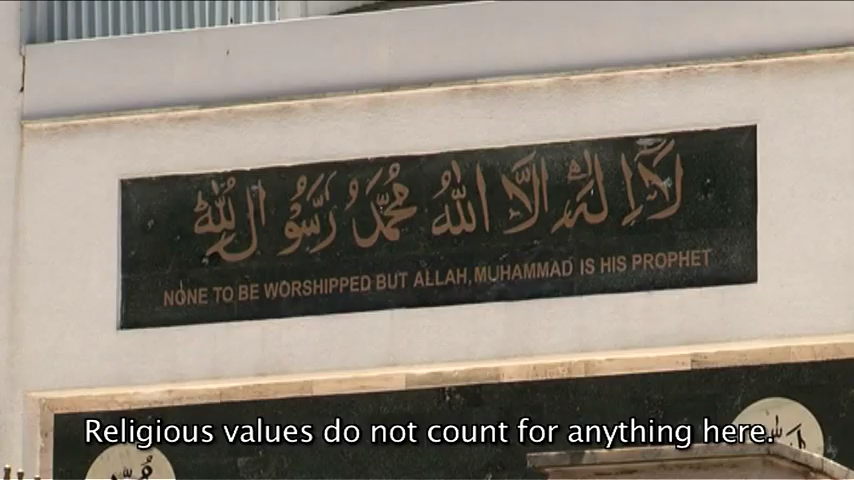 لا إله إلا الله محمد رسول الله
NONE TO BE WORSHIPPED BUT ALLAH, MUHAMMAD IS HIS PROPHET
Religious values do not count for anything here.